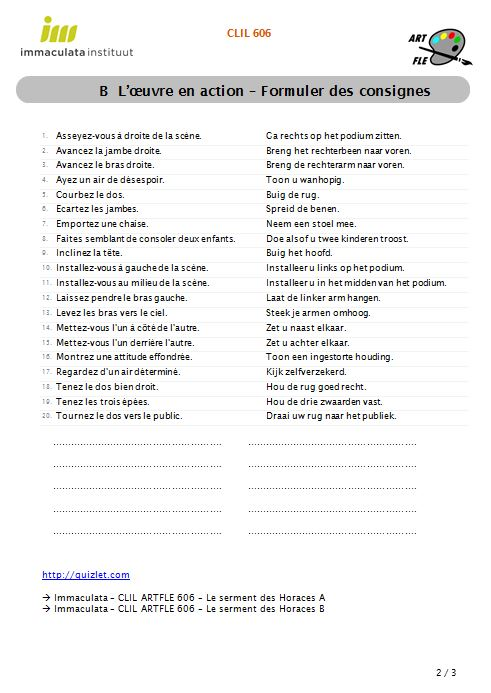 im
immaculata instituut
CLIL 606
ART
FLE
B L'œuvre en action – Formuler des consignes
1. Asseyez-vous à droite de la scène. Ga rechts op het podium zitten.
2. Avancez la jambe droite. Breng het rechterbeen naar voren.
3. Avancez le bras droite. Breng de rechterarm naar voren.
4. Ayez un air de désespoir. Toon u wanhopig.
5. Courbez le dos. Buig de rug.
6. Ecartez les jambes. Spreid de benen.
7. Emportez une chaise. Neem een stoel mee.
8. Faites semblant de consoler deux enfants. Doe alsof u twee kinderen troost.
9. Inclinez la tête. Buig het hoofd.
10. Installez-vous à gauche de la scène. Installeer u links op het podium.
11. Installez-vous au milieu de la scène. Installeer u in het midden van het podium.
12. Laissez pendre le bras gauche. Laat de linker arm hangen.
13. Levez les bras vers le ciel. Steek je armen omhoog.
14. Mettez-vous l'un à côté de l'autre. Zet u naast elkaar.
15. Mettez-vous l'un derrière l'autre. Zet u achter elkaar.
16. Montrez une attitude effondrée. Toon een ingestorte houding.
17. Regardez d'un air déterminé. Kijk zelfverzekerd.
18. Tenez le dos bien droit. Hou de rug goed recht.
19. Tenez les trois épées. Hou de drie zwaarden vast.
20. Tournez le dos vers le public. Draai uw rug naar het publiek.
http://quizlet.com
→ Immaculata – CLIL ARTFLE 606 – Le serment des Horaces A
→ Immaculata – CLIL ARTFLE 606 – Le serment des Horaces B
2 / 3